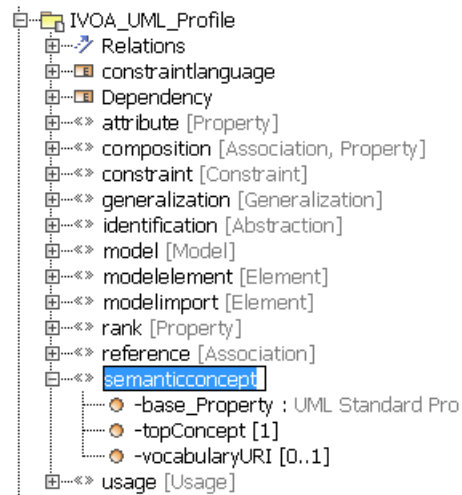 IVOA_UML_Profile
Relations
constraintlanguage
Dependency
«» attribute [Property]
«» composition [Association, Property]
«» constraint [Constraint]
«» generalization [Generalization]
«» identification [Abstraction]
«» model [Model]
«» modelelement [Element]
«» modelimport [Element]
«» rank [Property]
«» reference [Association]
«» semanticconcept
-base_Property : UML Standard Pro
-topConcept [1]
-vocabularyURI [0..1]
«» usage [Usage]